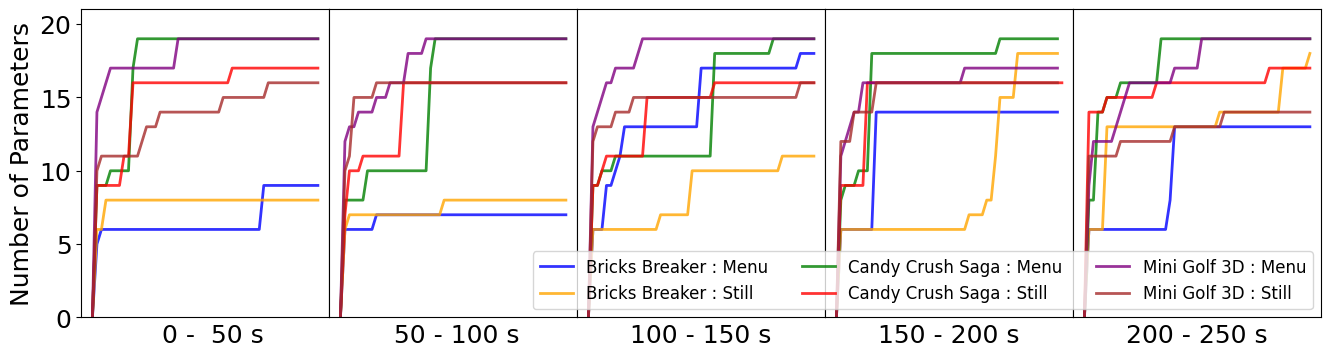 Number of Parameters
20
15
10
5
0
Bricks Breaker : Menu
Bricks Breaker : Still
Candy Crush Saga : Menu
Candy Crush Saga : Still
Mini Golf 3D : Menu
Mini Golf 3D : Still
0 -  50 s
50 - 100 s
100 - 150 s
150 - 200 s
200 - 250 s